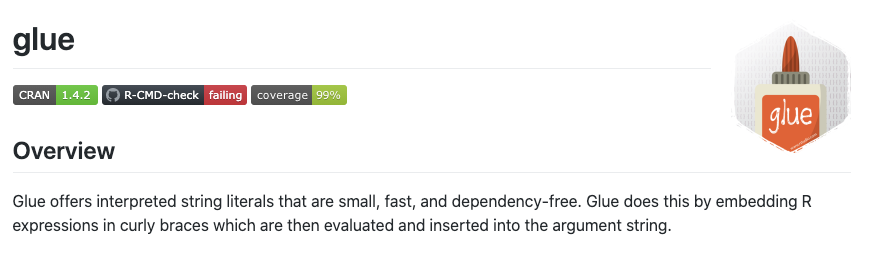 glue
CRAN 1.4.2 R-CMD-check failing coverage 99%
glue
Overview
Glue offers interpreted string literals that are small, fast, and dependency-free. Glue does this by embedding R
expressions in curly braces which are then evaluated and inserted into the argument string.